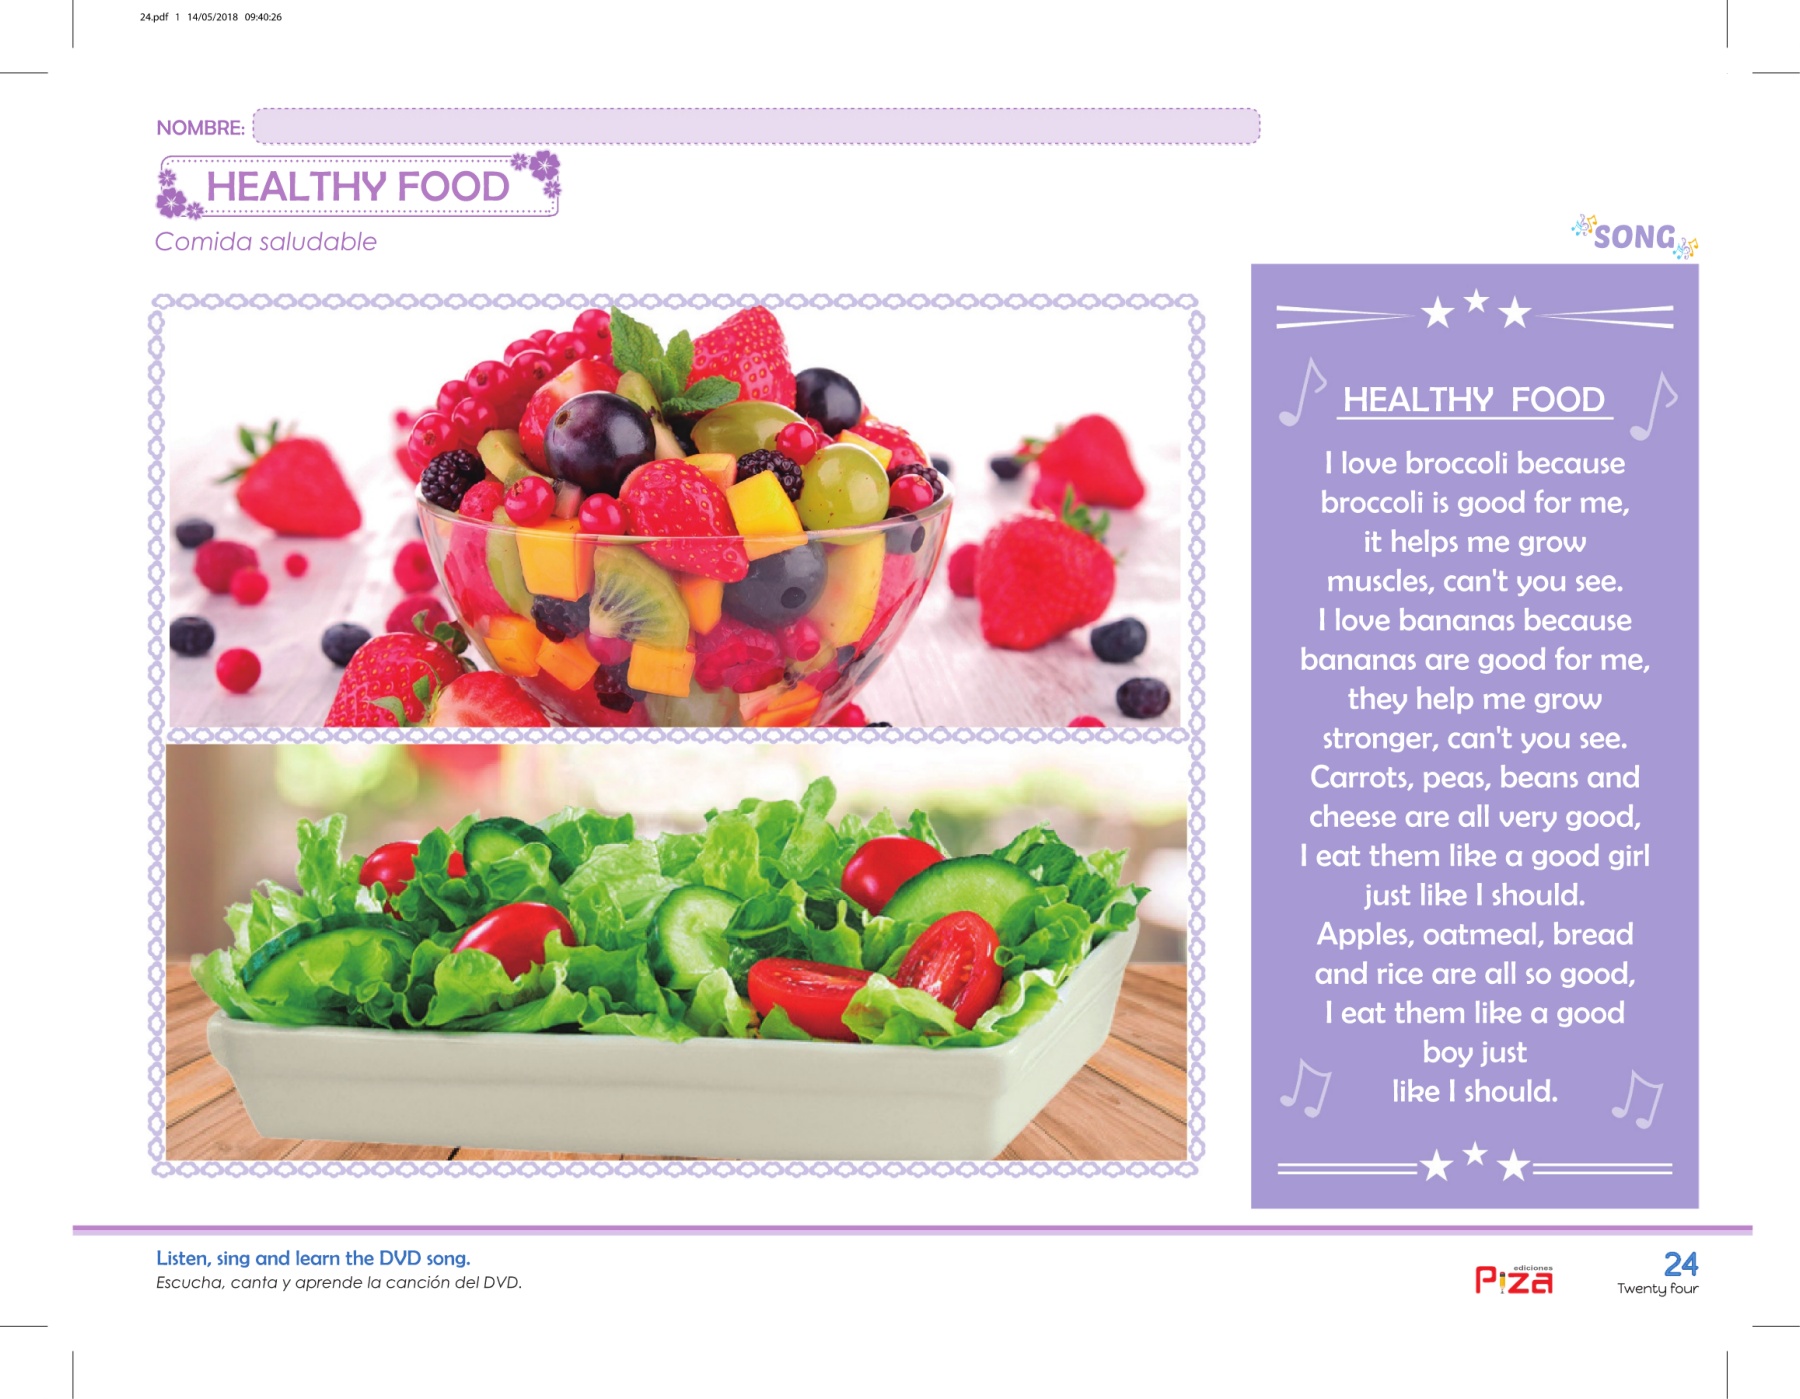 24.pdf 1 14/05/2018 09:40:26
NOMBRE:
HEALTHY FOOD
Comida saludable
SONG
HEALTHY FOOD
I love broccoli because
broccoli is good for me,
it helps me grow
muscles, can't you see.
I love bananas because
bananas are good for me,
they help me grow
stronger, can't you see.
Carrots, peas, beans and
cheese are all very good,
I eat them like a good girl
just like I should.
Apples, oatmeal, bread
and rice are all so good,
I eat them like a good
boy just
like I should.
Listen, sing and learn the DVD song.
Escucha, canta y aprende la canción del DVD.
ediciones
Piza
24
Twenty four